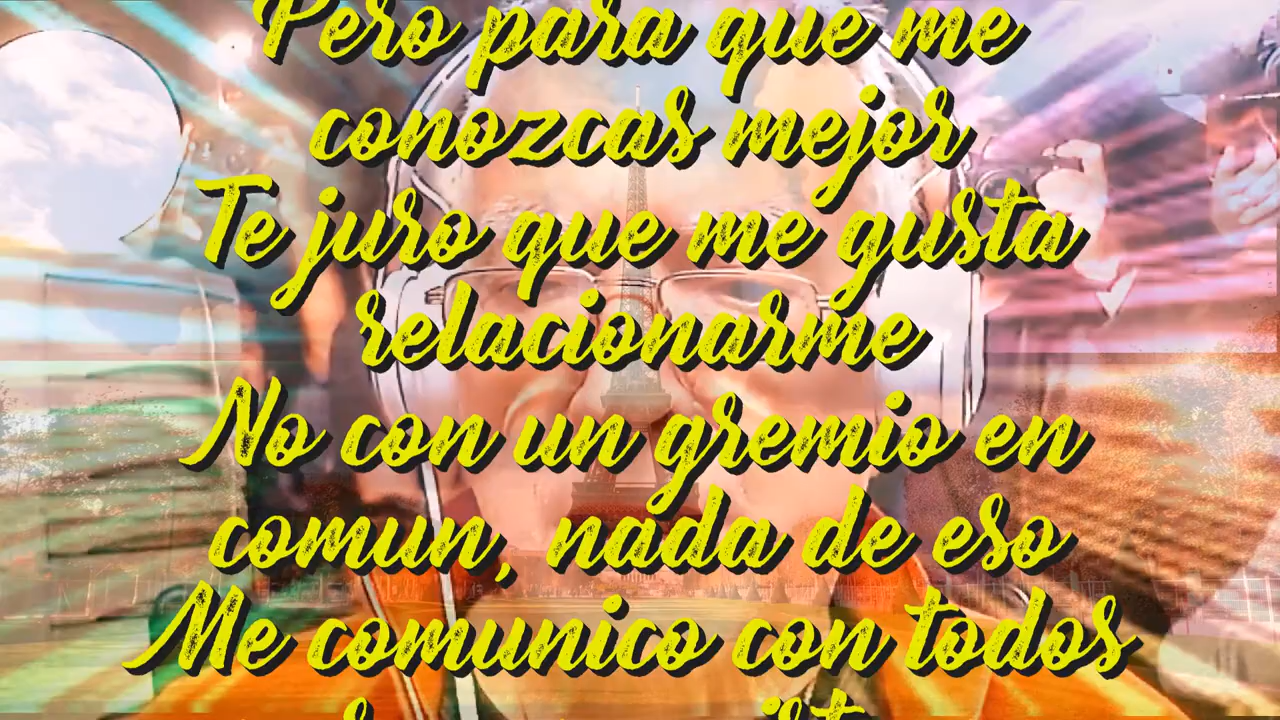 Pero para que me
conozcas mejor
Te juro que me gusta
relacionarme
No con un gremio en
comun, nada de eso
Me comunico con todos